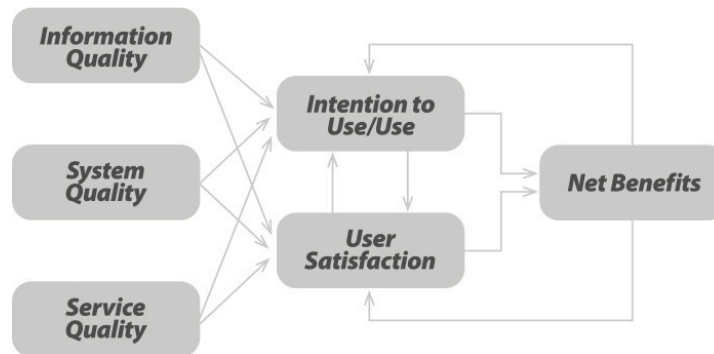 Information
Quality
System
Quality
Service
Quality
Intention to
Use/Use
User
Satisfaction
Net Benefits